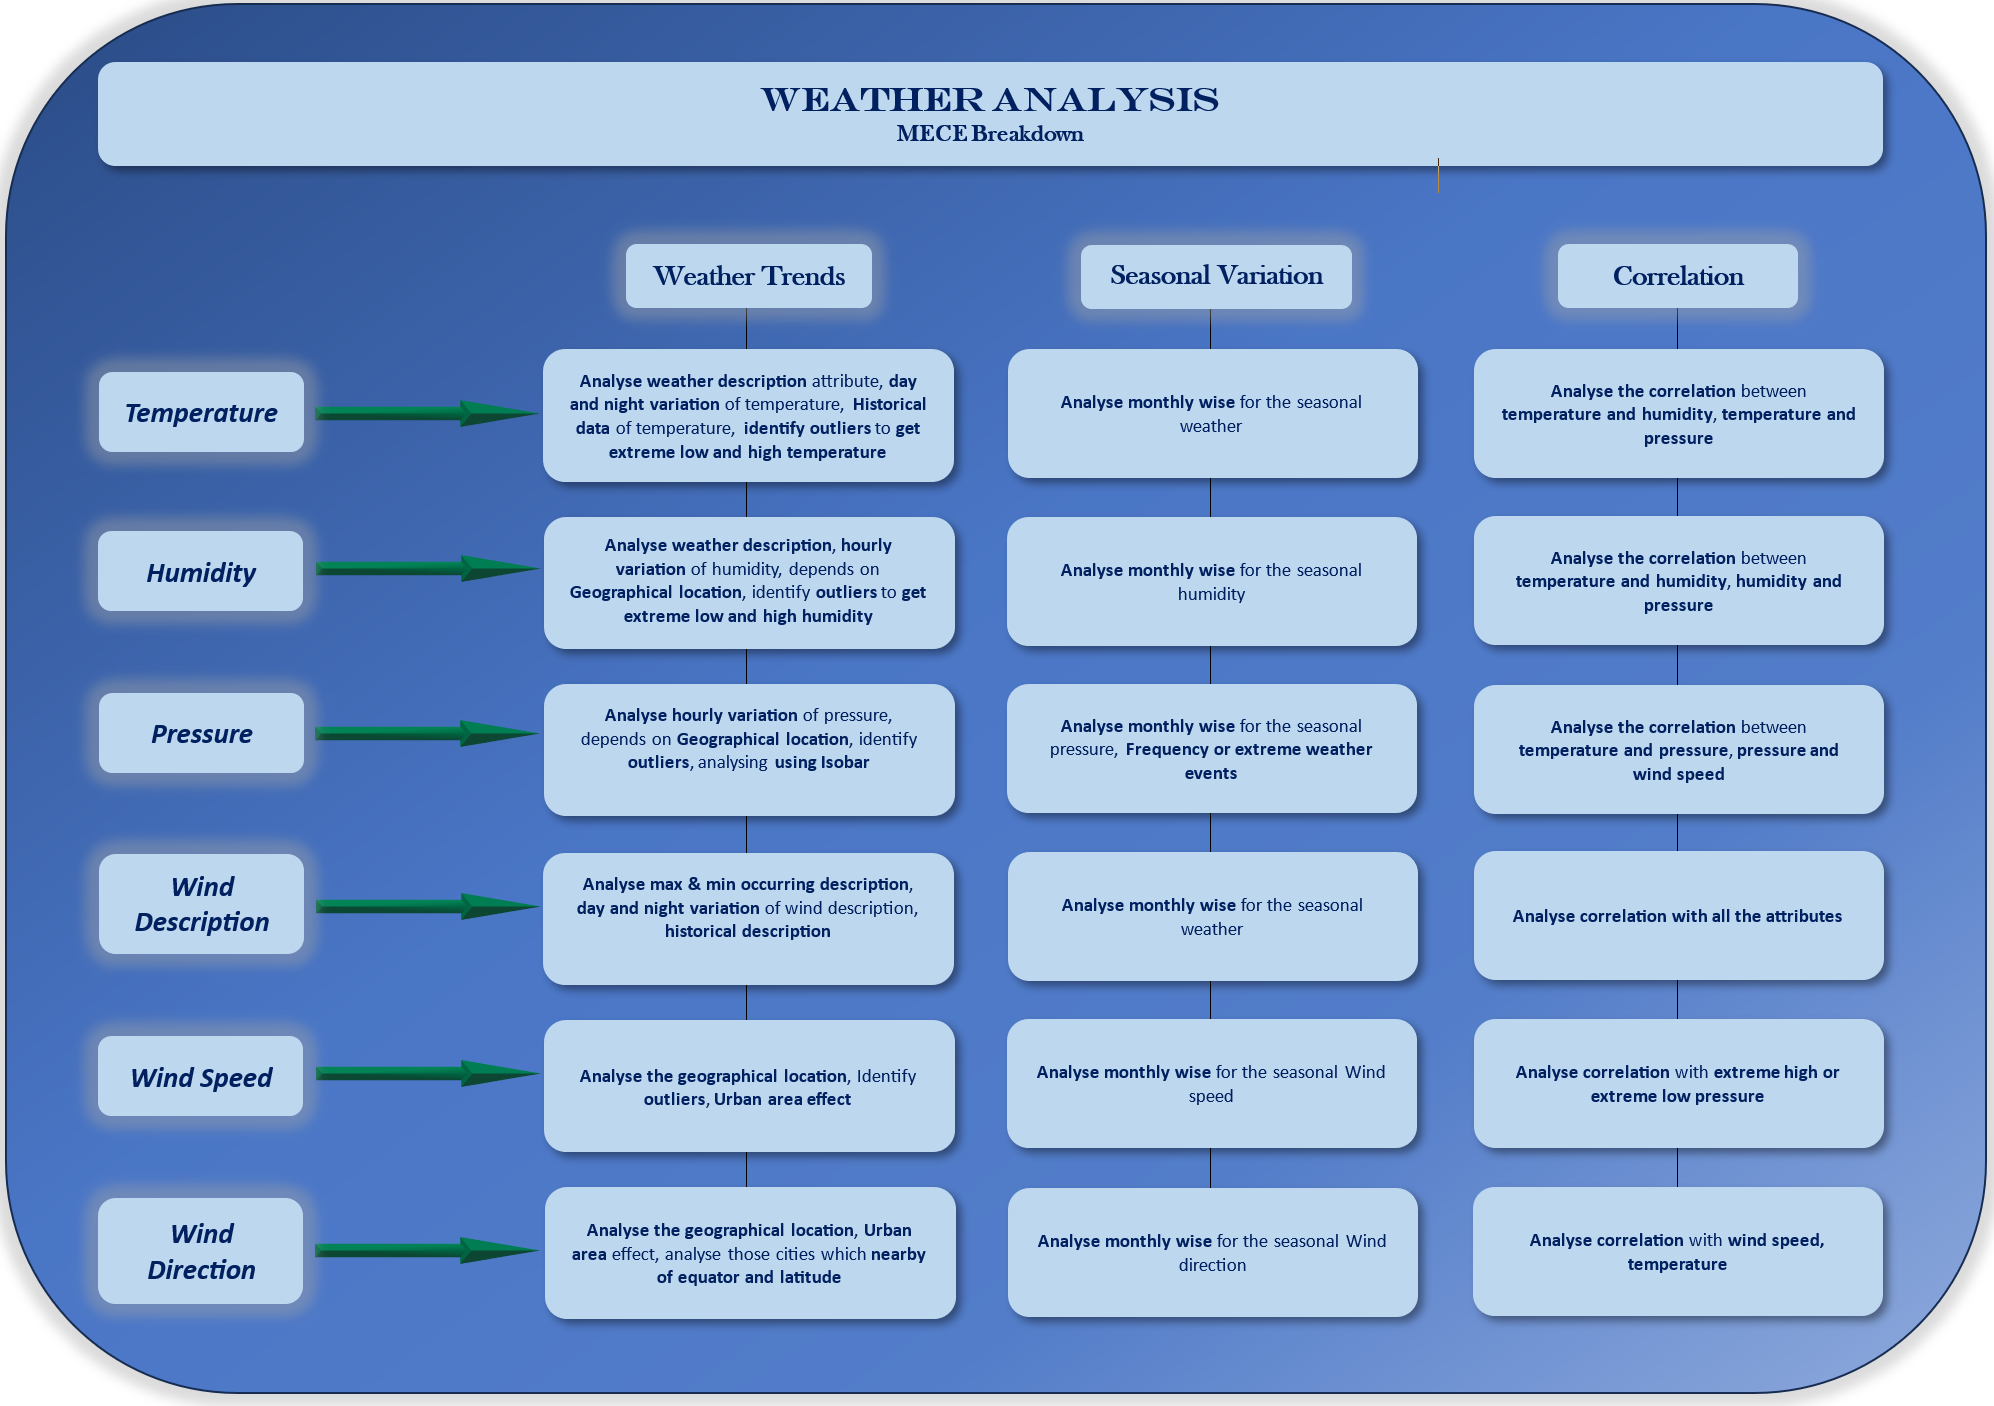 WEATHER ANALYSIS
MECE Breakdown
Weather Trends
Seasonal Variation
Correlation
Temperature
Analyse weather description attribute, day
and night variation of temperature, Historical
data of temperature, identify outliers to get
extreme low and high temperature
Analyse monthly wise for the seasonal
weather
Analyse the correlation between
temperature and humidity, temperature and
pressure
Humidity
Analyse weather description, hourly
variation of humidity, depends on
Geographical location, identify outliers to get
extreme low and high humidity
Analyse monthly wise for the seasonal
humidity
Analyse the correlation between
temperature and humidity, humidity and
pressure
Pressure
Analyse hourly variation of pressure,
depends on Geographical location, identify
outliers, analysing using Isobar
Analyse monthly wise for the seasonal
pressure, Frequency or extreme weather
events
Analyse the correlation between
temperature and pressure, pressure and
wind speed
Wind
Description
Analyse max & min occurring description,
day and night variation of wind description,
historical description
Analyse monthly wise for the seasonal
weather
Analyse correlation with all the attributes
Wind Speed
Analyse the geographical location, Identify
outliers, Urban area effect
Analyse monthly wise for the seasonal Wind
speed
Analyse correlation with extreme high or
extreme low pressure
Wind
Direction
Analyse the geographical location, Urban
area effect, analyse those cities which nearby
of equator and latitude
Analyse monthly wise for the seasonal Wind
direction
Analyse correlation with wind speed,
temperature